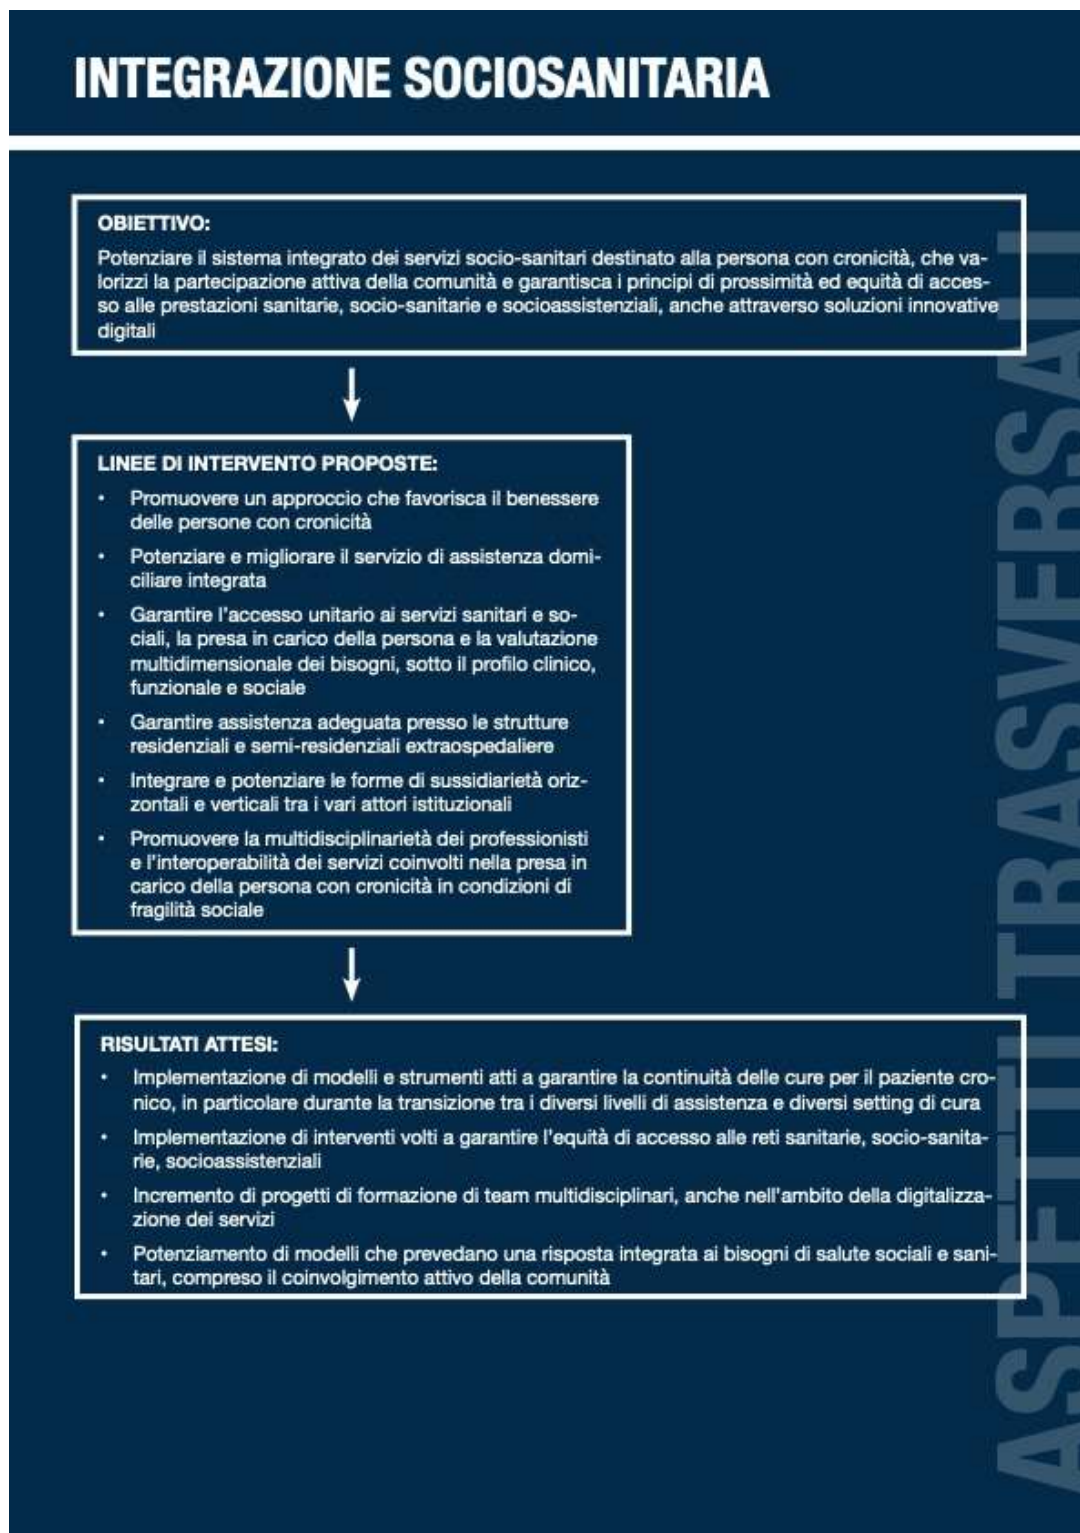 INTEGRAZIONE SOCIOSANITARIA
OBIETTIVO:
Potenziare il sistema integrato dei servizi socio-sanitari destinato alla persona con cronicità, che va-
lorizzi la partecipazione attiva della comunità e garantisca i principi di prossimità ed equità di acces-
so alle prestazioni sanitarie, socio-sanitarie e socioassistenziali, anche attraverso soluzioni innovative
digitali
LINEE DI INTERVENTO PROPOSTE:
• Promuovere un approccio che favorisca il benessere
delle persone con cronicità
• Potenziare e migliorare il servizio di assistenza domi-
ciliare integrata
• Garantire l'accesso unitario ai servizi sanitari e so-
ciali, la presa in carico della persona e la valutazione
multidimensionale dei bisogni, sotto il profilo clinico,
funzionale e sociale
• Garantire assistenza adeguata presso le strutture
residenziali e semi-residenziali extraospedaliere
• Integrare e potenziare le forme di sussidiarietà oriz-
zontali e verticali tra i vari attori istituzionali
• Promuovere la multidisciplinarietà dei professionisti
e l'interoperabilità dei servizi coinvolti nella presa in
carico della persona con cronicità in condizioni di
fragilità sociale
RISULTATI ATTESI:
• Implementazione di modelli e strumenti atti a garantire la continuità delle cure per il paziente cro-
nico, in particolare durante la transizione tra i diversi livelli di assistenza e diversi setting di cura
• Implementazione di interventi volti a garantire l'equità di accesso alle reti sanitarie, socio-sanita-
rie, socioassistenziali
• Incremento di progetti di formazione di team multidisciplinari, anche nell'ambito della digitalizza-
zione dei servizi
• Potenziamento di modelli che prevedano una risposta integrata ai bisogni di salute sociali e sani-
tari, compreso il coinvolgimento attivo della comunità
ASPETTI TRASVERSALI